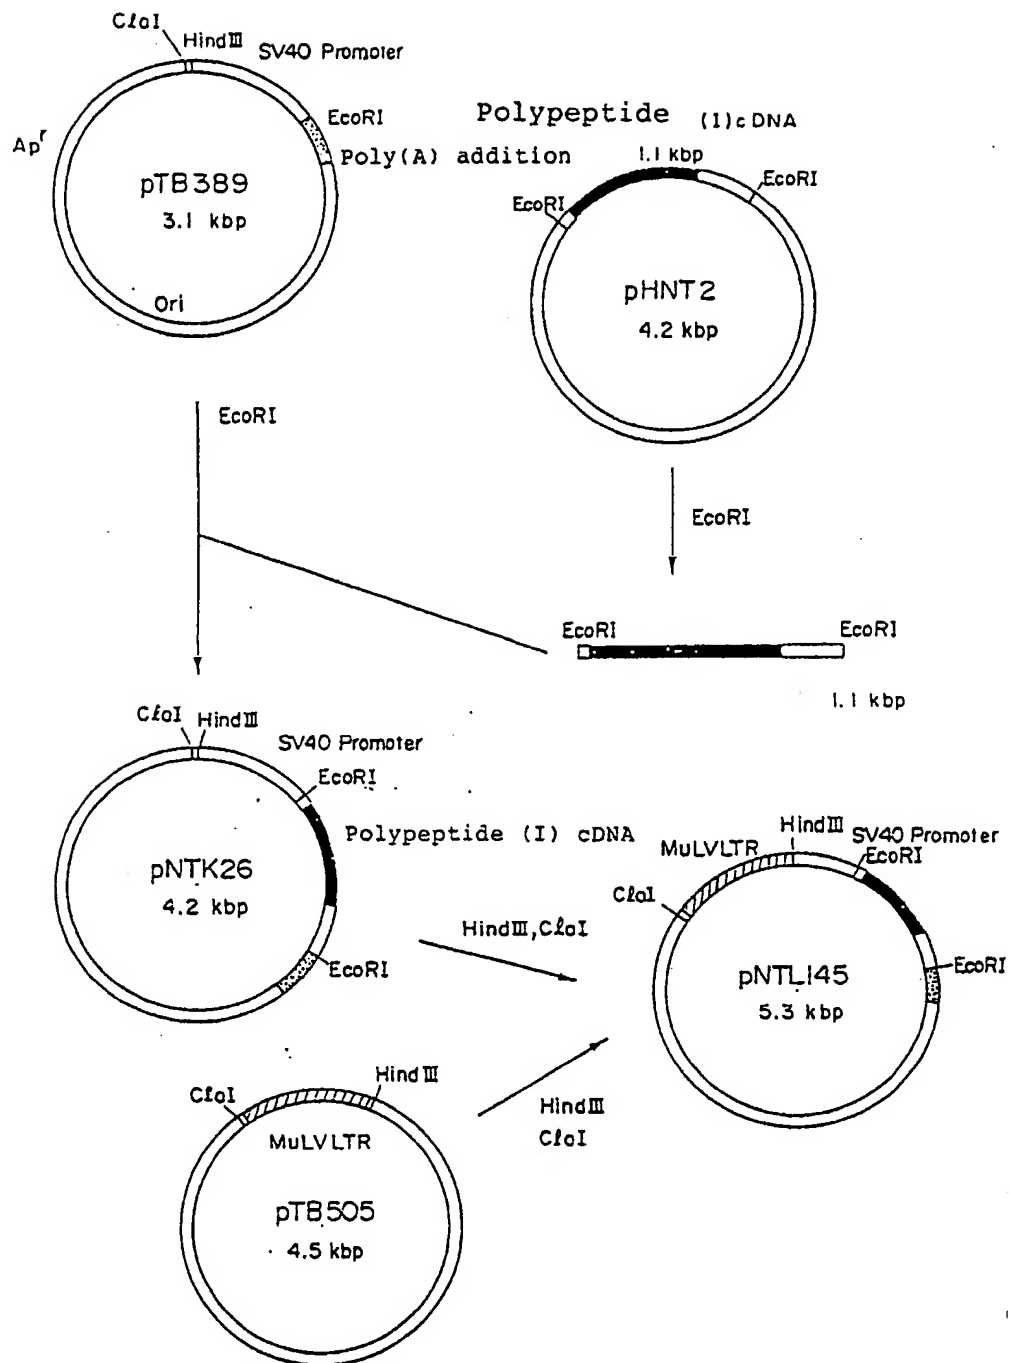 ClaI
HindIII
SV40 Promoter
Ap^r
EcoRI
Poly(A) addition
pTB389
3.1 kbp
Ori
Polypeptide (I) cDNA
1.1 kbp
EcoRI
EcoRI
pHNT2
4.2 kbp
EcoRI
EcoRI
EcoRI
EcoRI
1.1 kbp
ClaI
HindIII
SV40 Promoter
EcoRI
Polypeptide (I) cDNA
pNTK26
4.2 kbp
EcoRI
HindIII, ClaI
MuLVLTR
HindIII
SV40 Promoter
EcoRI
ClaI
EcoRI
pNTL145
5.3 kbp
ClaI
HindIII
MuLVLTR
pTB505
4.5 kbp
HindIII
ClaI